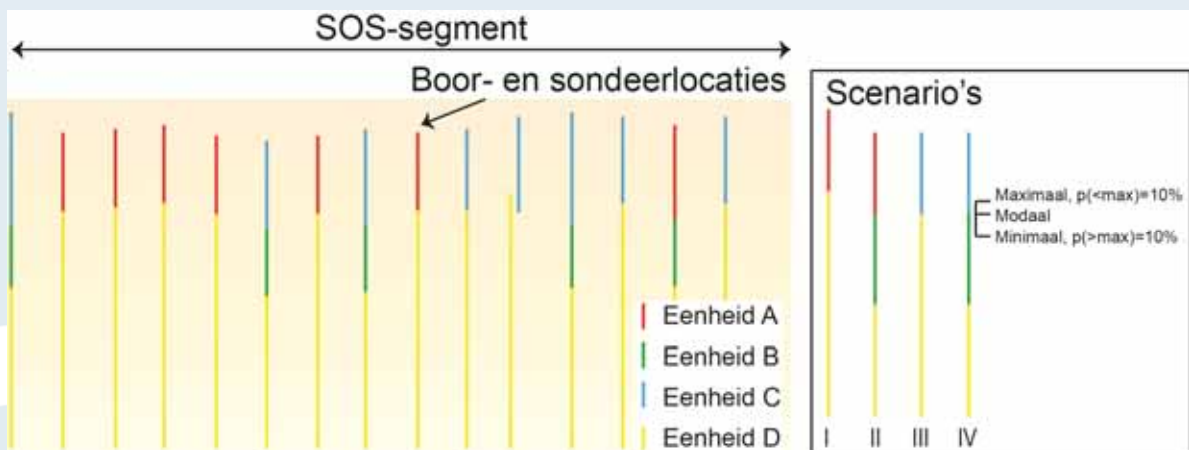 SOS-segment
Boor- en sondeerlocaties
Eenheid A
Eenheid B
Eenheid C
Eenheid D
Scenario's
Maximaal, p(<max)=10%
Modaal
Minimaal, p(>max)=10%
I II III IV